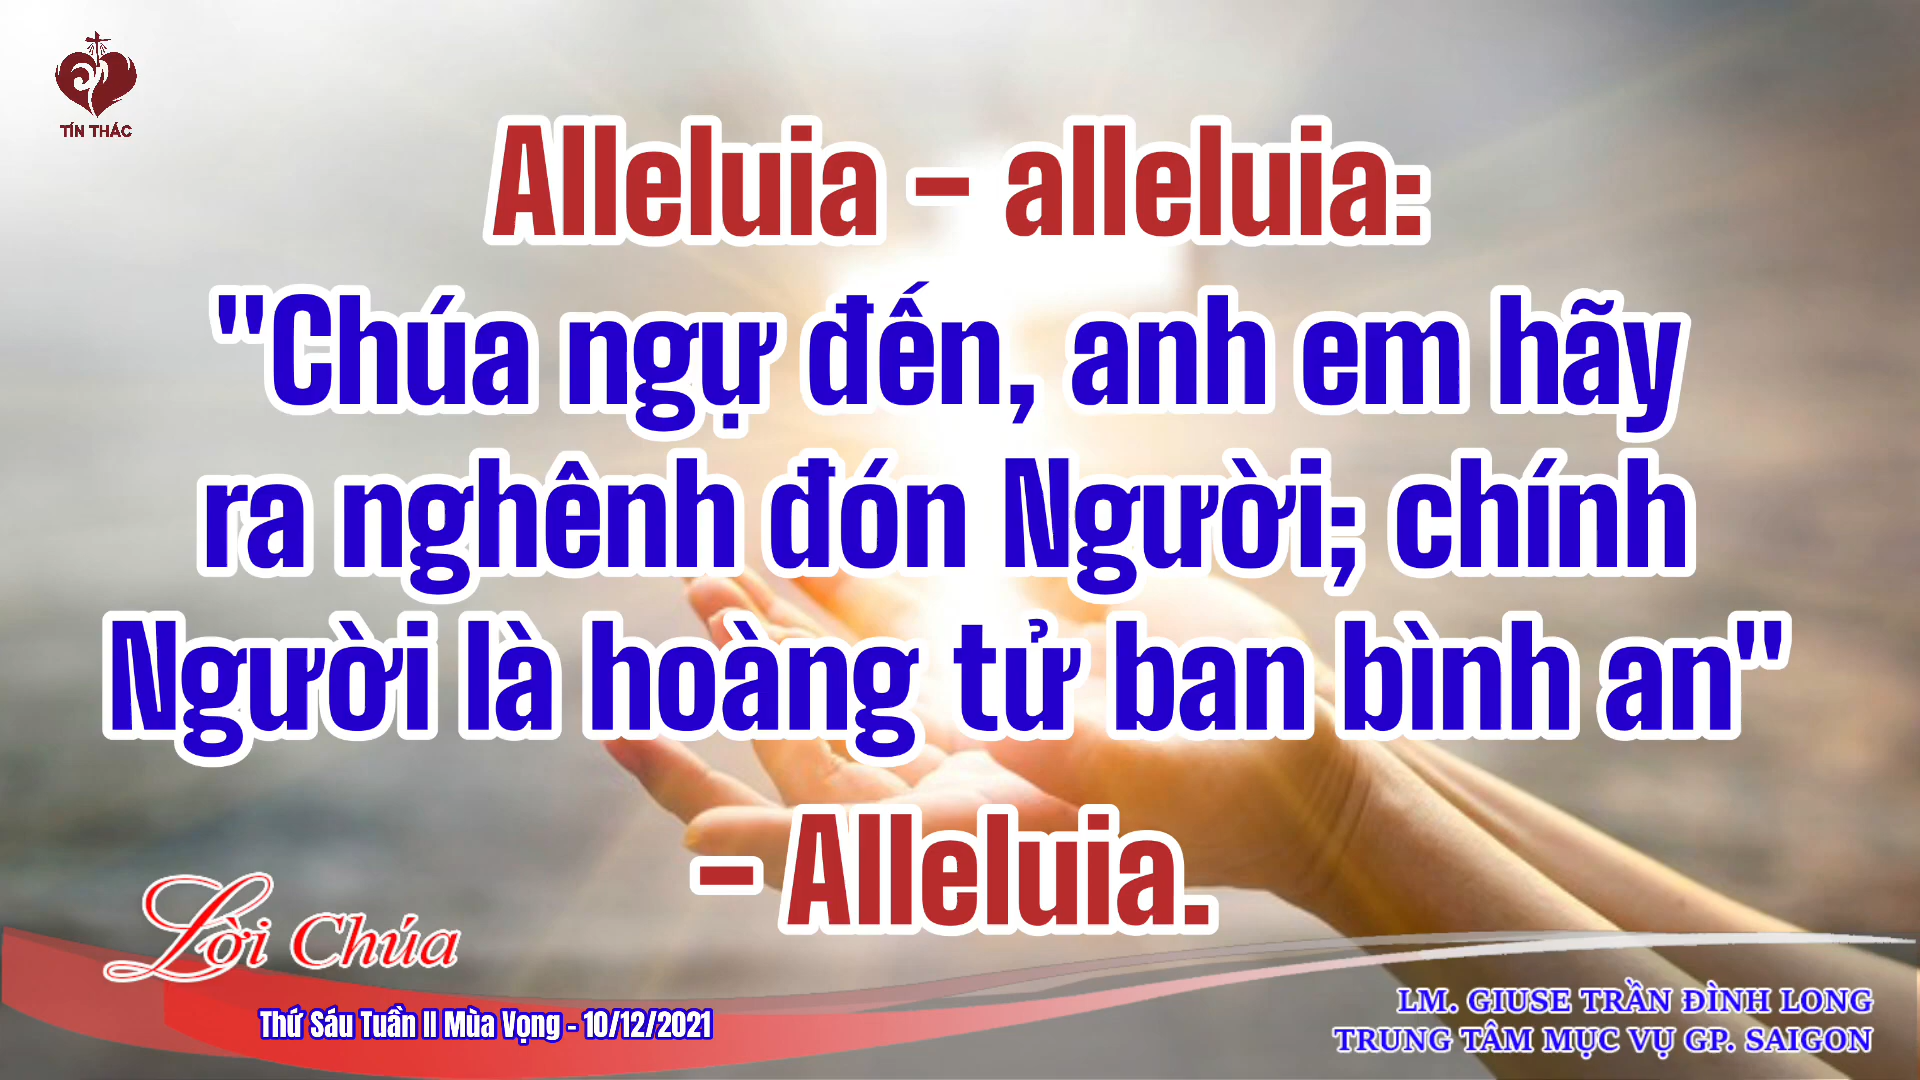 TÍN THÁC
Alleluia - alleluia:
"Chúa ngự đến, anh em hãy
ra nghênh đón Người; chính
Người là hoàng tử ban bình an"
- Alleluia.
Lời Chúa
Thứ Sáu Tuần II Mùa Vọng - 10/12/2021
LM. GIUSE TRẦN ĐÌNH LONG
TRUNG TÂM MỤC VỤ GP. SAIGON